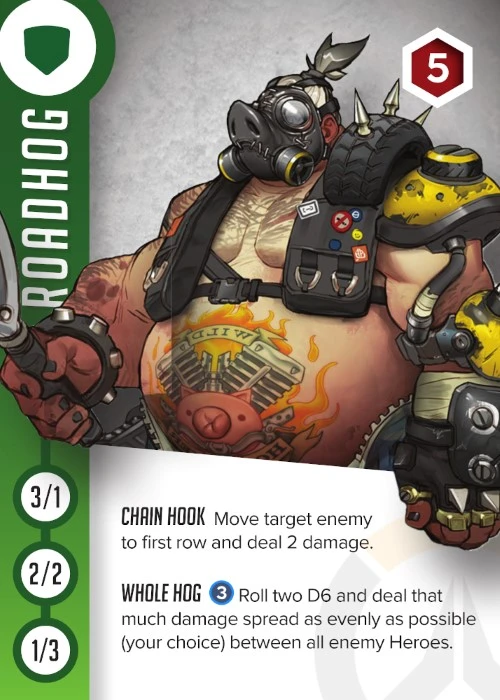 ROADHOG
5
3/1
2/2
1/3
CHAIN HOOK Move target enemy
to first row and deal 2 damage.
WHOLE HOG 3 Roll two D6 and deal that
much damage spread as evenly as possible
(your choice) between all enemy Heroes.